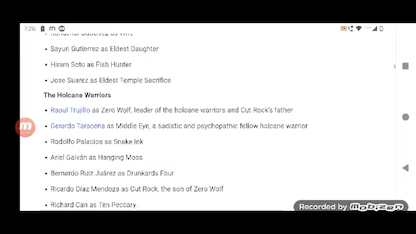 7:26
• Sayuri Gutierrez as Eldest Daughter
• Hiram Soto as Fish Hunter
• Jose Suarez as Eldest Temple Sacrifice
The Holcane Warriors
• Raoul Trujillo as Zero Wolf, leader of the holcane warriors and Cut Rock's father
• Gerardo Taracena as Middle Eye, a sadistic and psychopathic fellow holcane warrior
• Rodolfo Palacios as Snake Ink
• Ariel Galván as Hanging Moss
• Bernardo Ruiz Juárez as Drunkards Four
• Ricardo Diaz Mendoza as Cut Rock, the son of Zero Wolf
• Richard Can as Ten Peccary
Recorded by Mobizen